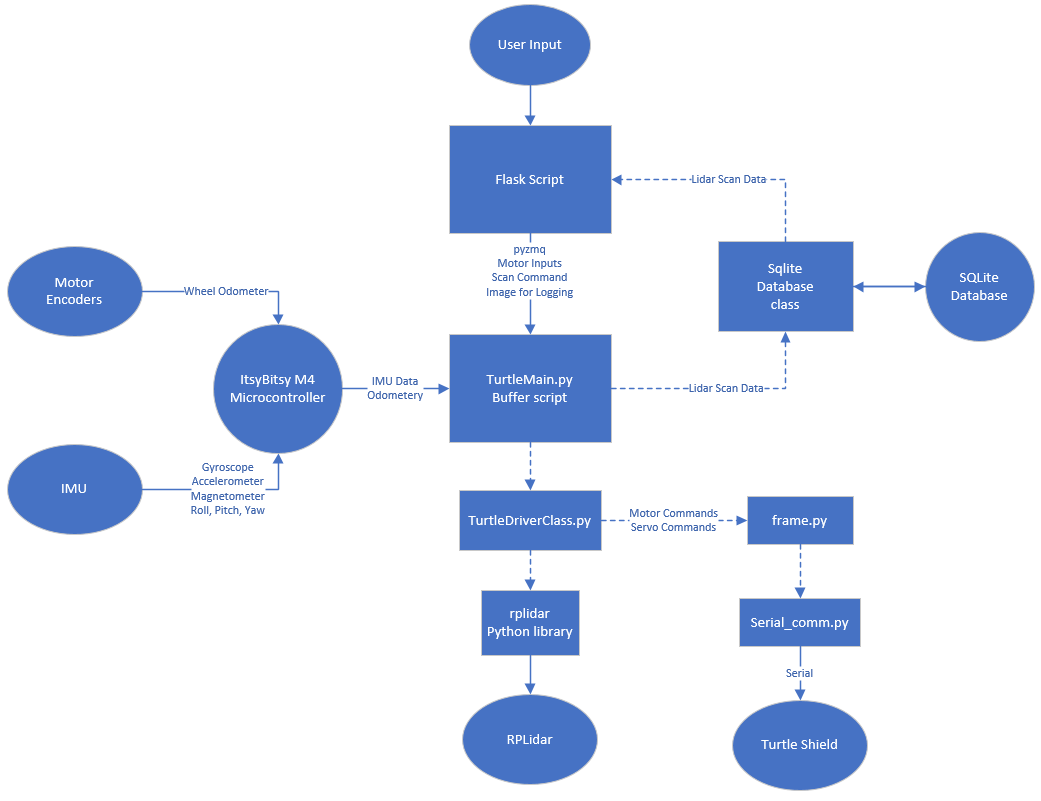 User Input
Flask Script
Lidar Scan Data
pyzmq
Motor Inputs
Scan Command
Image for Logging
Sqlite
Database
class
SQLite
Database
Motor
Encoders
Wheel Odometer
ItsyBitsy M4
Microcontroller
IMU Data
Odometery
TurtleMain.py
Buffer script
Lidar Scan Data
IMU
Gyroscope
Accelerometer
Magnetometer
Roll, Pitch, Yaw
TurtleDriverClass.py
Motor Commands
Servo Commands
frame.py
rplidar
Python library
Serial_comm.py
Serial
RPLidar
Turtle Shield